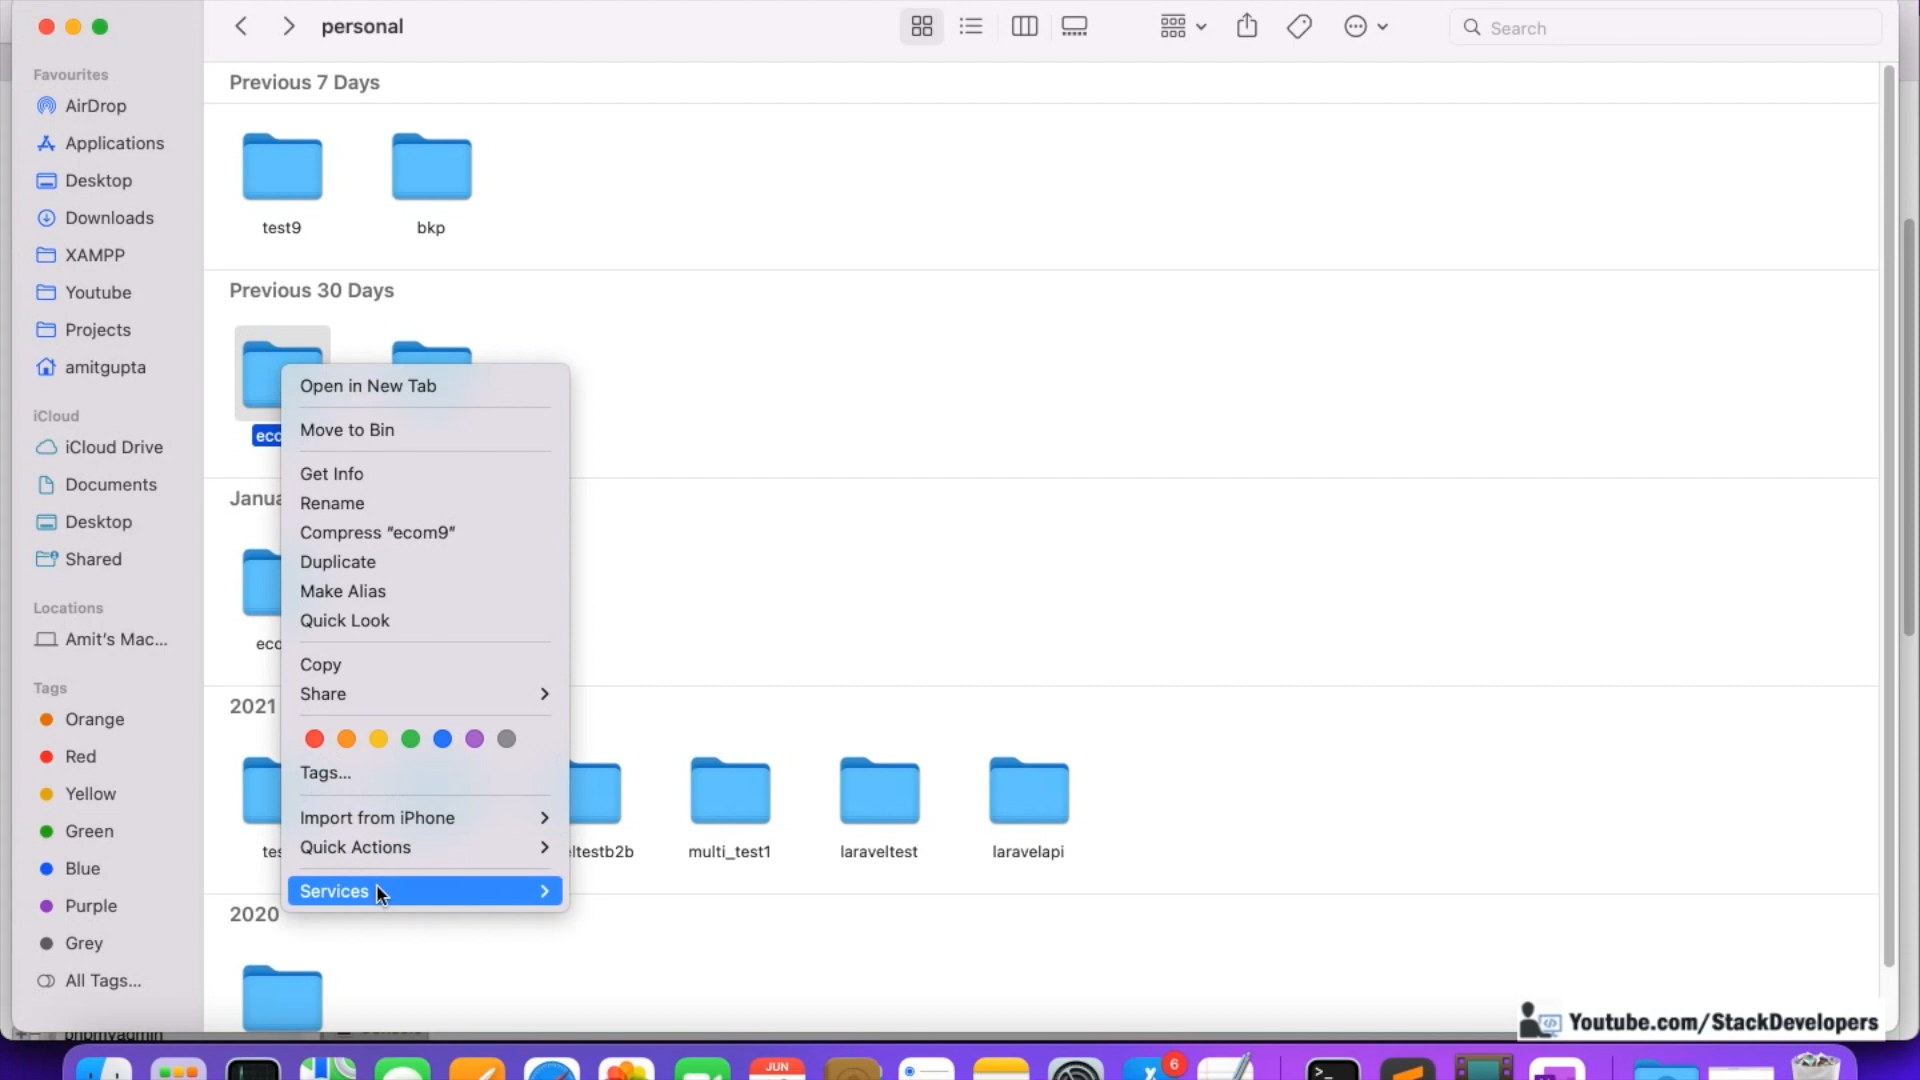 personal
Search
Favourites
AirDrop
Applications
Desktop
Downloads
XAMPP
Youtube
Projects
amitgupta
iCloud
iCloud Drive
Documents
Desktop
Shared
Locations
Amit's Mac...
Tags
Orange
Red
Yellow
Green
Blue
Purple
Grey
All Tags...
Previous 7 Days
test9
bkp
Previous 30 Days
Open in New Tab
Move to Bin
Get Info
Rename
Compress “ecom9”
Duplicate
Make Alias
Quick Look
Copy
Share
Tags...
Import from iPhone
Quick Actions
Services
2021
multi_test1
laraveltest
laravelapi
2020
phpmyadmin
Youtube.com/StackDevelopers
JUN
6